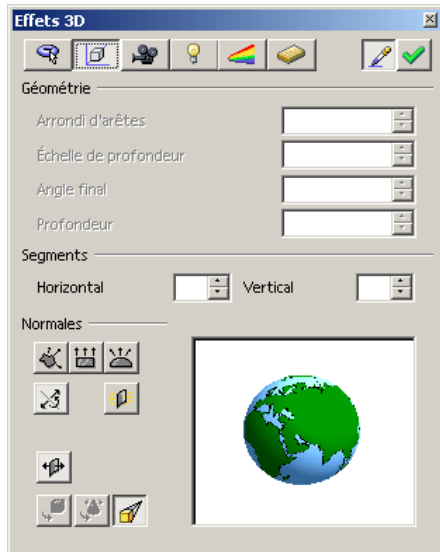 Effets 3D
Géométrie
Arrondi d'arêtes
Échelle de profondeur
Angle final
Profondeur
Segments
Horizontal Vertical
Normales